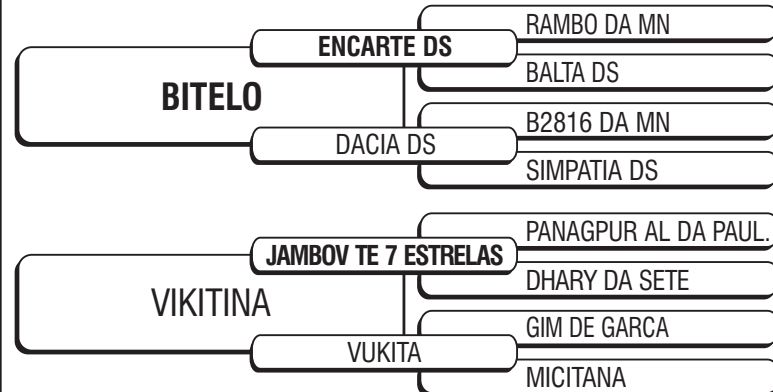 RAMBO DA MN
ENCARTE DS
BALTA DS
BITELO
B2816 DA MN
DACIA DS
SIMPATIA DS
PANAGPUR AL DA PAUL.
JAMBOV TE 7 ESTRELAS
DHARY DA SETE
VIKITINA
GIM DE GARCA
VUKITA
MICITANA